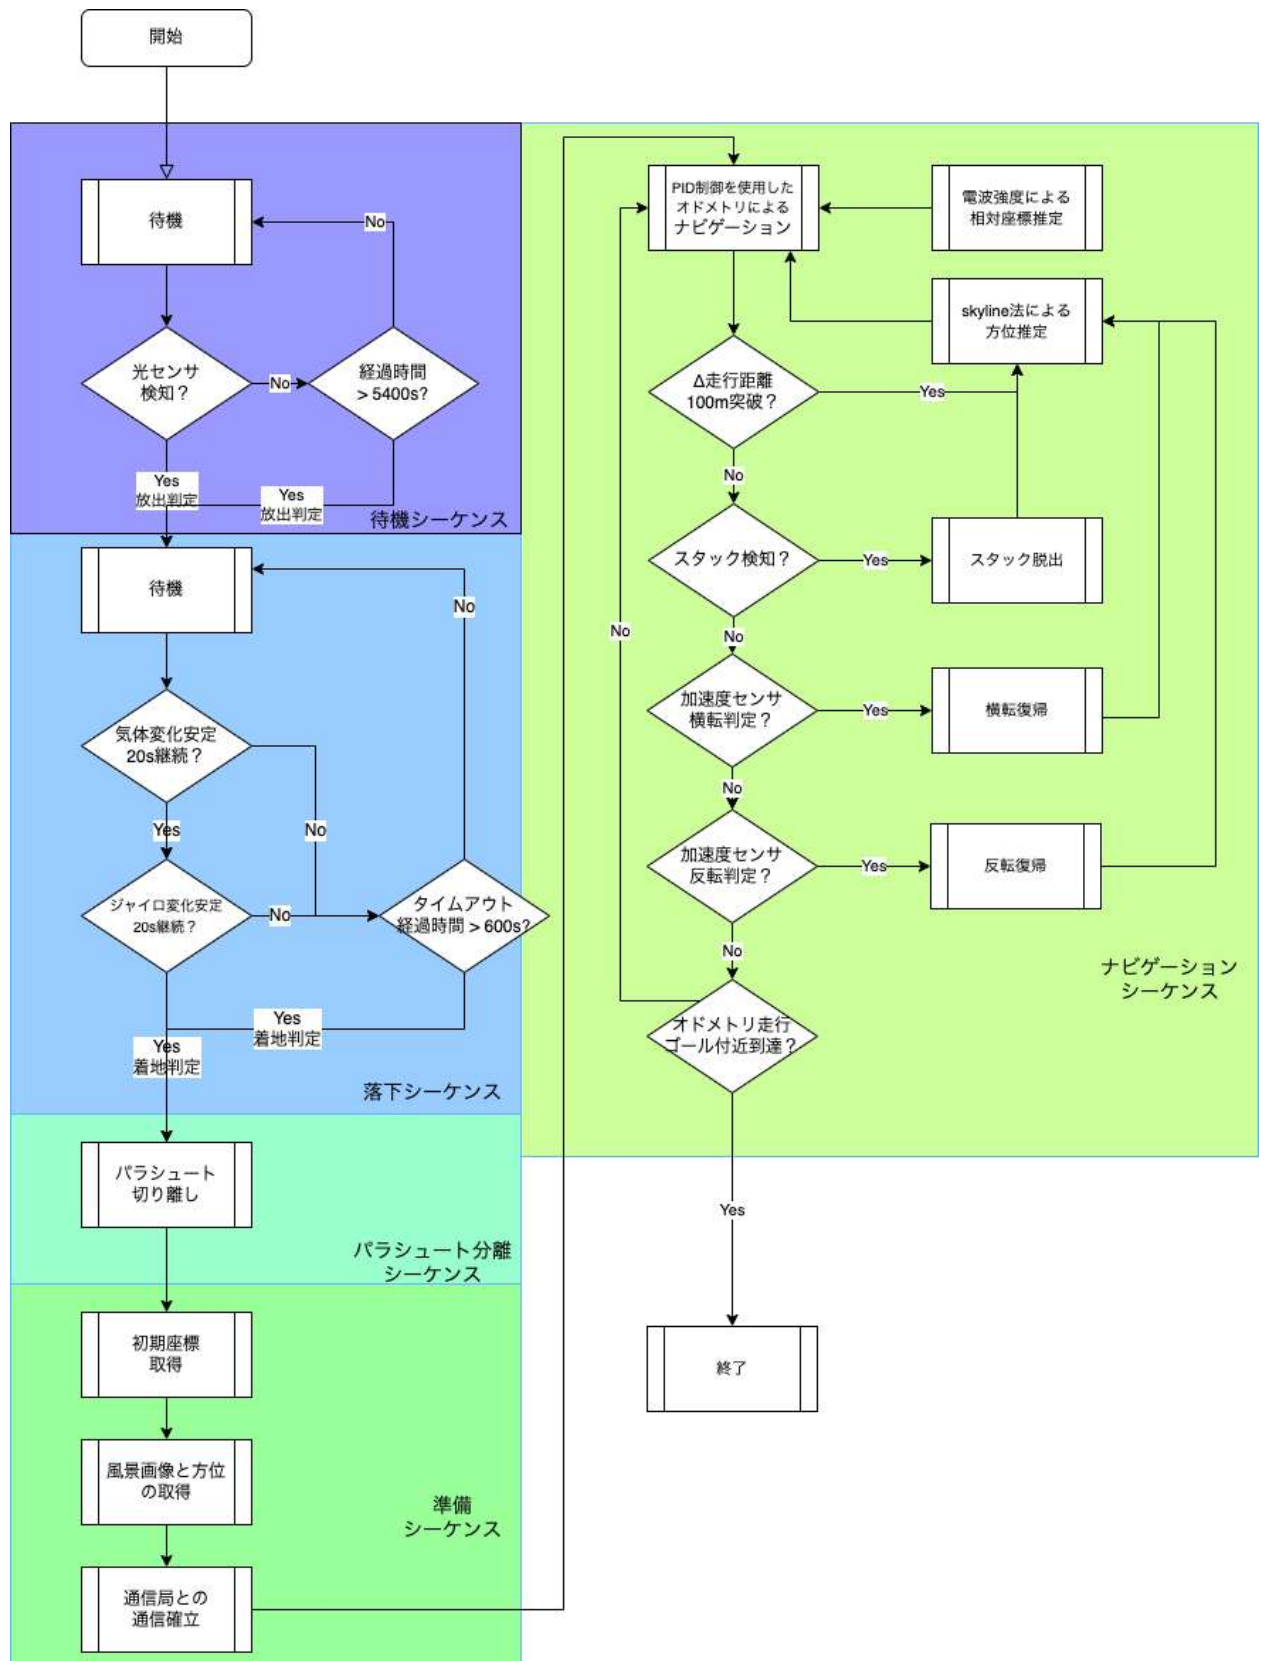 開始
待機
No
光センサ
検知？
No
経過時間
> 5400s?
Yes
放出判定
Yes
放出判定
待機シーケンス
待機
No
気体変化安定
20s継続？
Yes
No
ジャイロ変化安定
20s継続？
No
タイムアウト
経過時間 > 600s?
Yes
着地判定
Yes
着地判定
落下シーケンス
パラシュート
切り離し
パラシュート分離
シーケンス
初期座標
取得
風景画像と方位
の取得
準備
シーケンス
通信局との
通信確立
PID制御を使用した
オドメトリによる
ナビゲーション
電波強度による
相対座標推定
skyline法による
方位推定
Δ走行距離
100m突破？
Yes
No
スタック検知？
Yes
スタック脱出
No
No
加速度センサ
横転判定？
Yes
横転復帰
No
加速度センサ
反転判定？
Yes
反転復帰
No
ナビゲーション
シーケンス
オドメトリ走行
ゴール付近到達？
Yes
終了